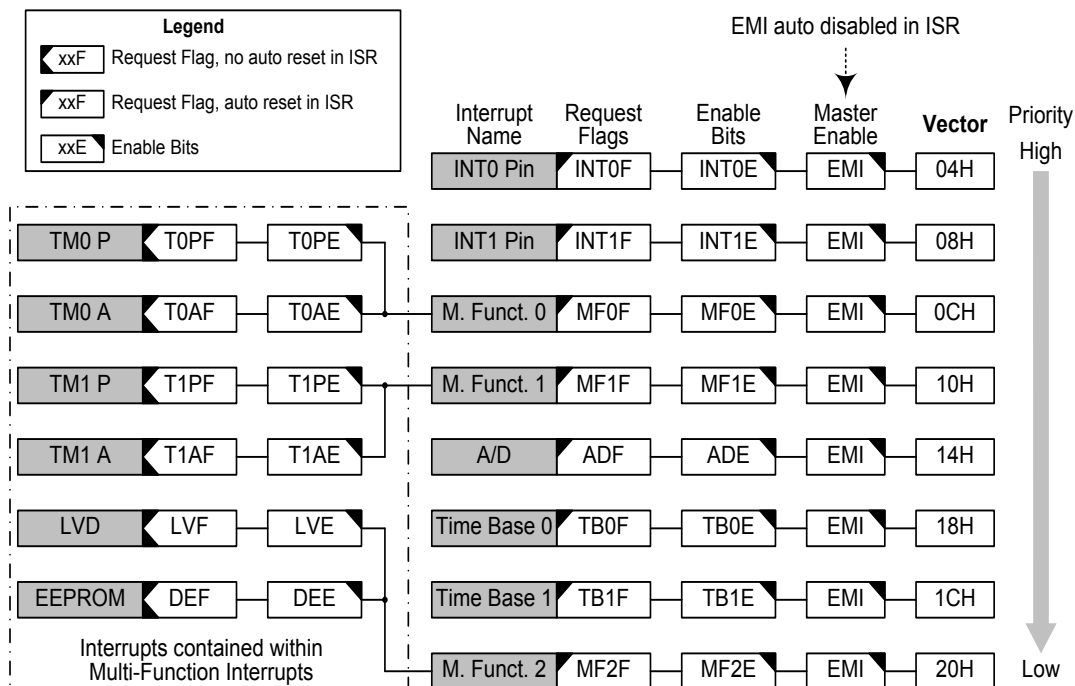 Legend
xxF Request Flag, no auto reset in ISR
xxF Request Flag, auto reset in ISR
xxE Enable Bits
EMI auto disabled in ISR
Interrupt Name Request Flags Enable Bits Master Enable Vector Priority
High
INT0 Pin INT0F INT0E EMI 04H
TM0 P T0PF T0PE INT1 Pin INT1F INT1E EMI 08H
TM0 A T0AF T0AE M. Funct. 0 MF0F MF0E EMI 0CH
TM1 P T1PF T1PE M. Funct. 1 MF1F MF1E EMI 10H
TM1 A T1AF T1AE A/D ADF ADE EMI 14H
LVD LVF LVE Time Base 0 TB0F TB0E EMI 18H
EEPROM DEF DEE Time Base 1 TB1F TB1E EMI 1CH
Interrupts contained within
Multi-Function Interrupts
M. Funct. 2 MF2F MF2E EMI 20H Low